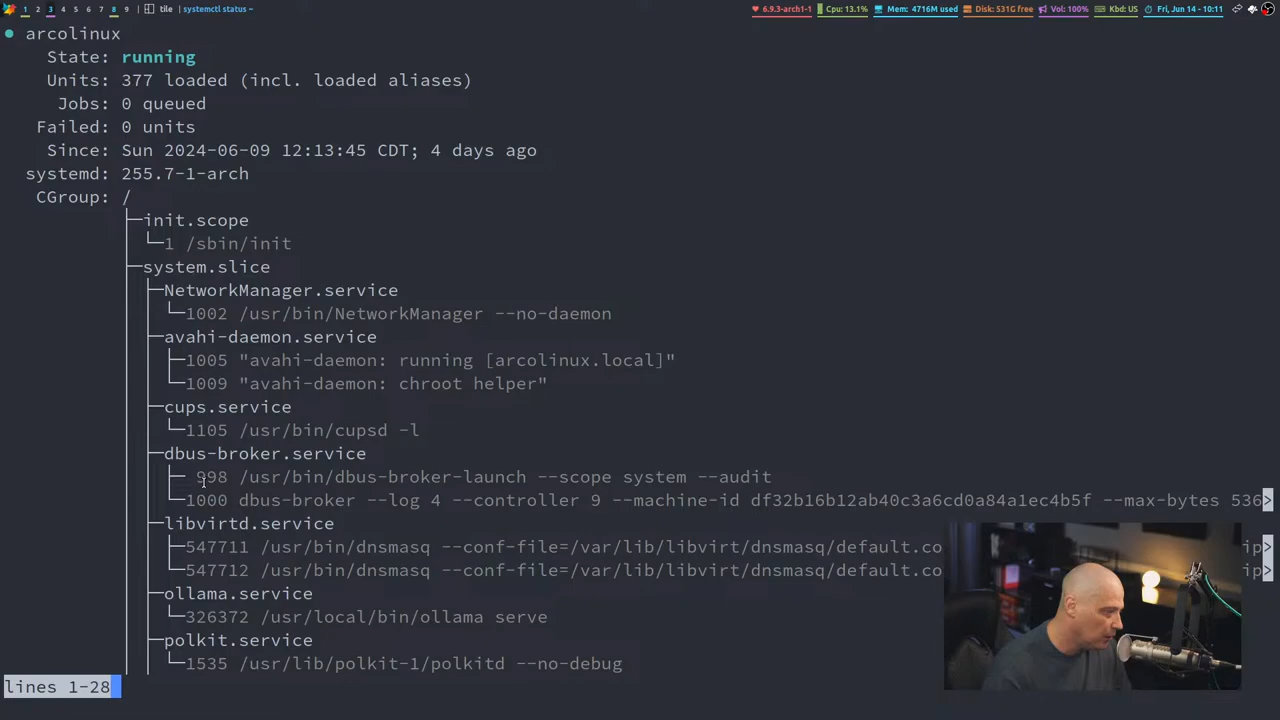 1 2 3 4 5 6 7 8 9 tile systemctl status ~ 6.9.3-arch1-1 Cpu: 13.1% Mem: 4716M used Disk: 531G free Vol: 100% Kbd: US Fri, Jun 14 - 10:11
● arcolinux
State: running
Units: 377 loaded (incl. loaded aliases)
Jobs: 0 queued
Failed: 0 units
Since: Sun 2024-06-09 12:13:45 CDT; 4 days ago
systemd: 255.7-1-arch
CGroup: /
├─init.scope
│ └─1 /sbin/init
├─system.slice
├─NetworkManager.service
│ └─1002 /usr/bin/NetworkManager --no-daemon
├─avahi-daemon.service
│ ├─1005 "avahi-daemon: running [arcolinux.local]"
│ └─1009 "avahi-daemon: chroot helper"
├─cups.service
│ └─1105 /usr/bin/cupsd -l
├─dbus-broker.service
│ ├─ 998 /usr/bin/dbus-broker-launch --scope system --audit
│ └─1000 dbus-broker --log 4 --controller 9 --machine-id df32b16b12ab40c3a6cd0a84a1ec4b5f --max-bytes 536>
├─libvirtd.service
│ ├─547711 /usr/bin/dnsmasq --conf-file=/var/lib/libvirt/dnsmasq/default.co ip>
│ └─547712 /usr/bin/dnsmasq --conf-file=/var/lib/libvirt/dnsmasq/default.co ip>
├─ollama.service
│ └─326372 /usr/local/bin/ollama serve
├─polkit.service
│ └─1535 /usr/lib/polkit-1/polkitd --no-debug
lines 1-28